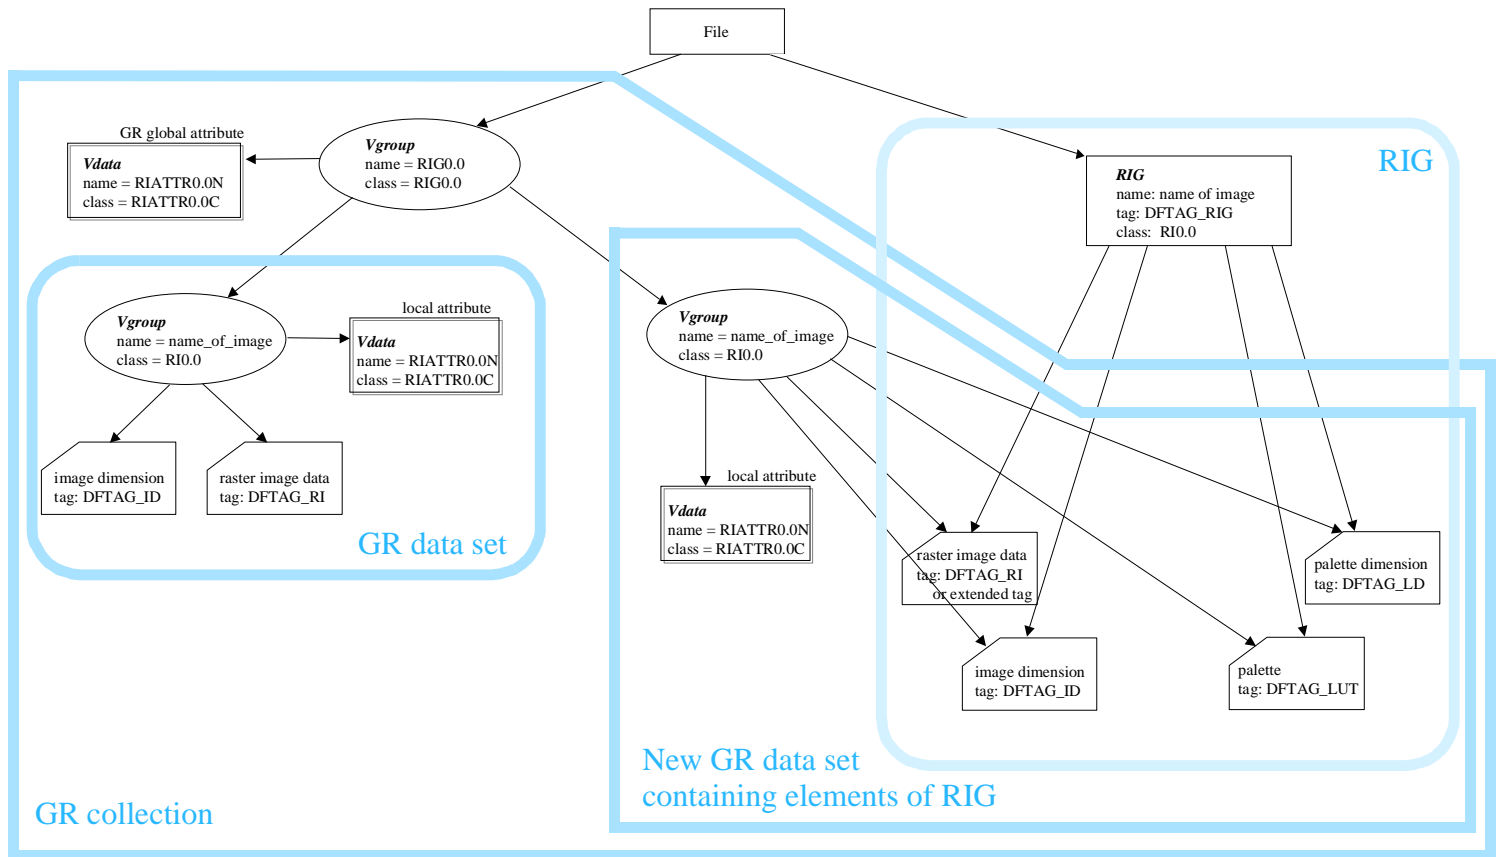 File
GR global attribute
Vdata
name = RIATTR0.0N
class = RIATTR0.0C
Vgroup
name = RIG0.0
class = RIG0.0
RIG
RIG
name: name of image
tag: DFTAG_RIG
class:  RI0.0
Vgroup
name = name_of_image
class = RI0.0
local attribute
Vdata
name = RIATTR0.0N
class = RIATTR0.0C
image dimension
tag: DFTAG_ID
raster image data
tag: DFTAG_RI
GR data set
Vgroup
name = name_of_image
class = RI0.0
local attribute
Vdata
name = RIATTR0.0N
class = RIATTR0.0C
raster image data
tag: DFTAG_RI
or extended tag
palette dimension
tag: DFTAG_LD
image dimension
tag: DFTAG_ID
palette
tag: DFTAG_LUT
New GR data set
containing elements of RIG
GR collection